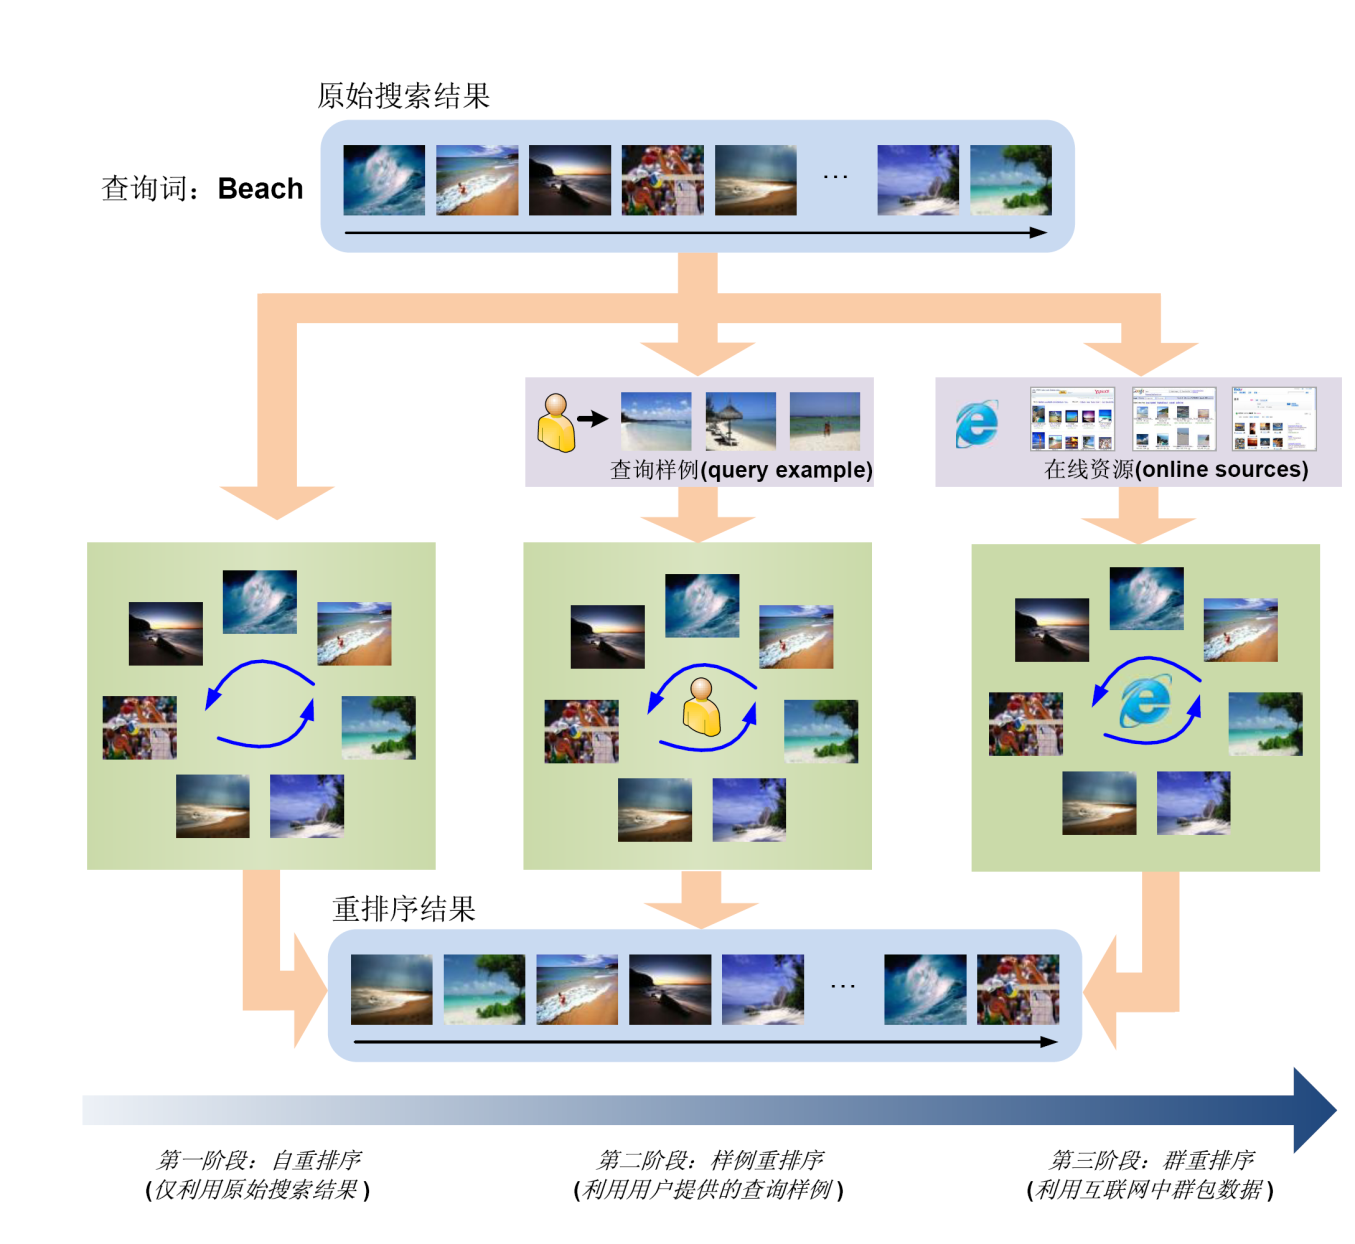 原始搜索结果
查询词：Beach
…
查询样例(query example)
在线资源(online sources)
重排序结果
…
第一阶段：自重排序
(仅利用原始搜索结果)
第二阶段：样例重排序
(利用用户提供的查询样例)
第三阶段：群重排序
(利用互联网中群包数据)